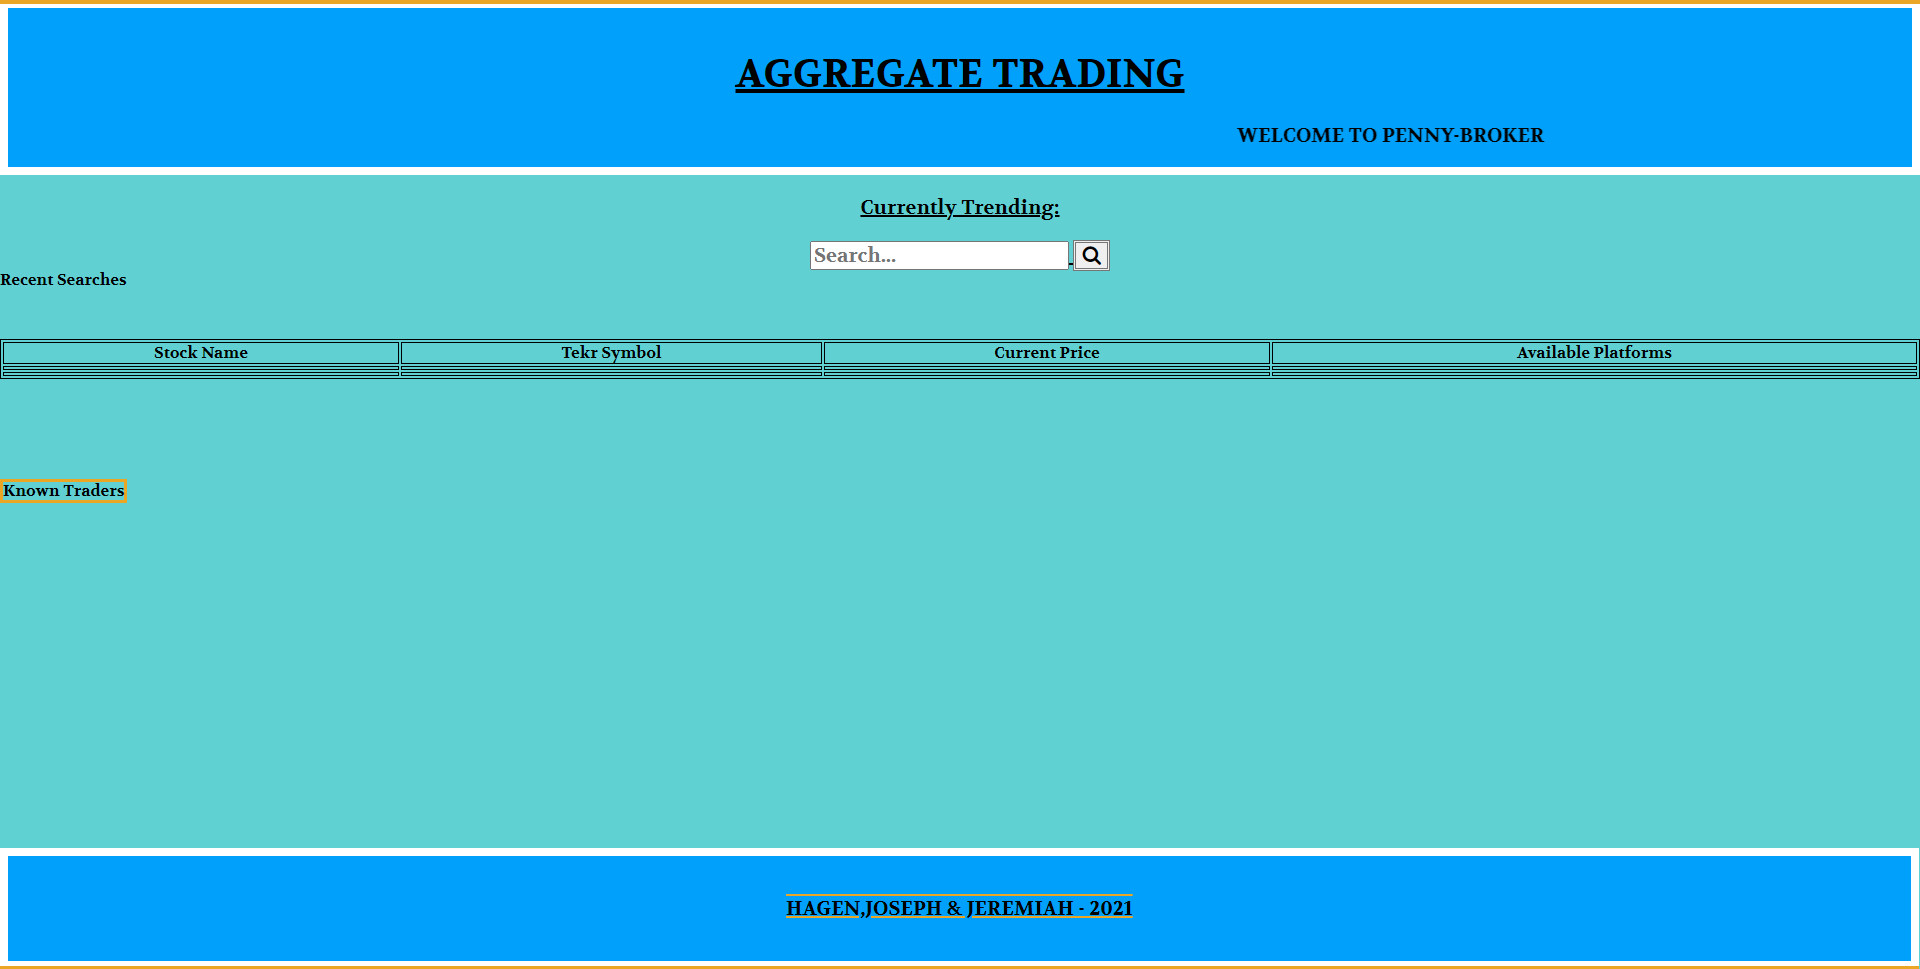 AGGREGATE TRADING
WELCOME TO PENNY-BROKER
Currently Trending:
Search...
Recent Searches
Stock Name Tekr Symbol Current Price Available Platforms
Known Traders
HAGEN,JOSEPH & JEREMIAH - 2021